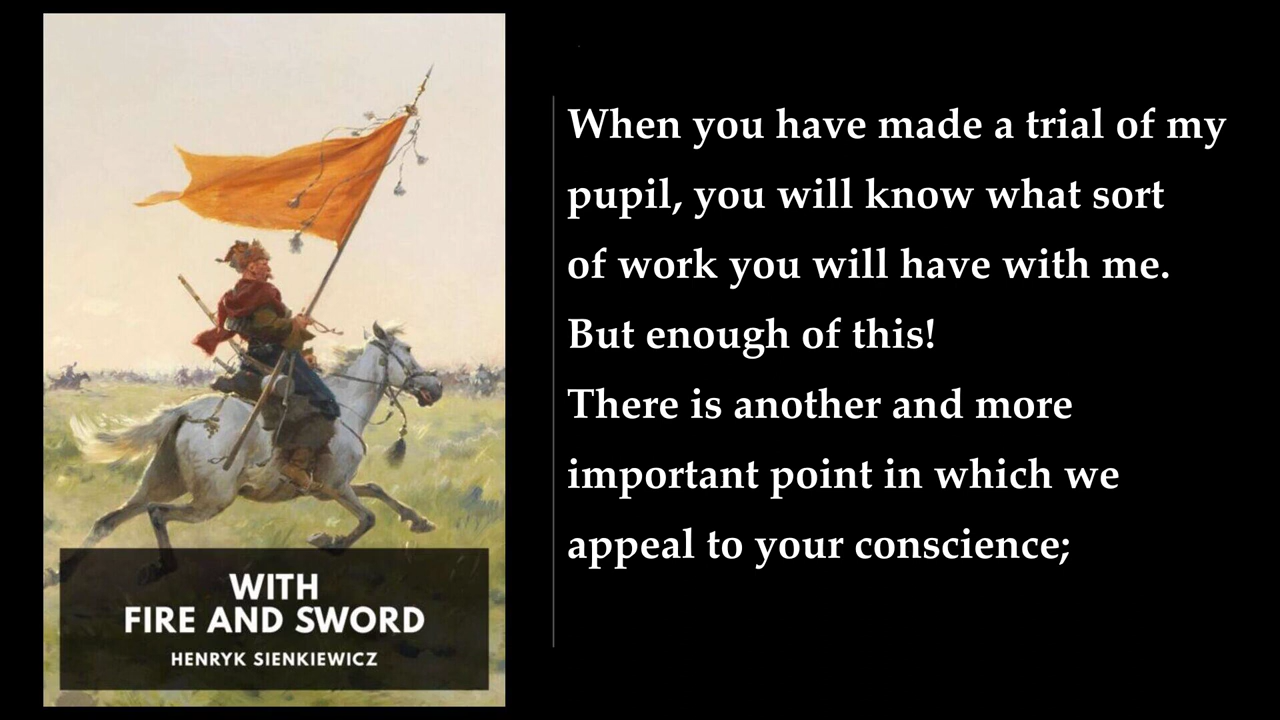 WITH
FIRE AND SWORD
HENRYK SIENKIEWICZ
When you have made a trial of my
pupil, you will know what sort
of work you will have with me.
But enough of this!
There is another and more
important point in which we
appeal to your conscience;